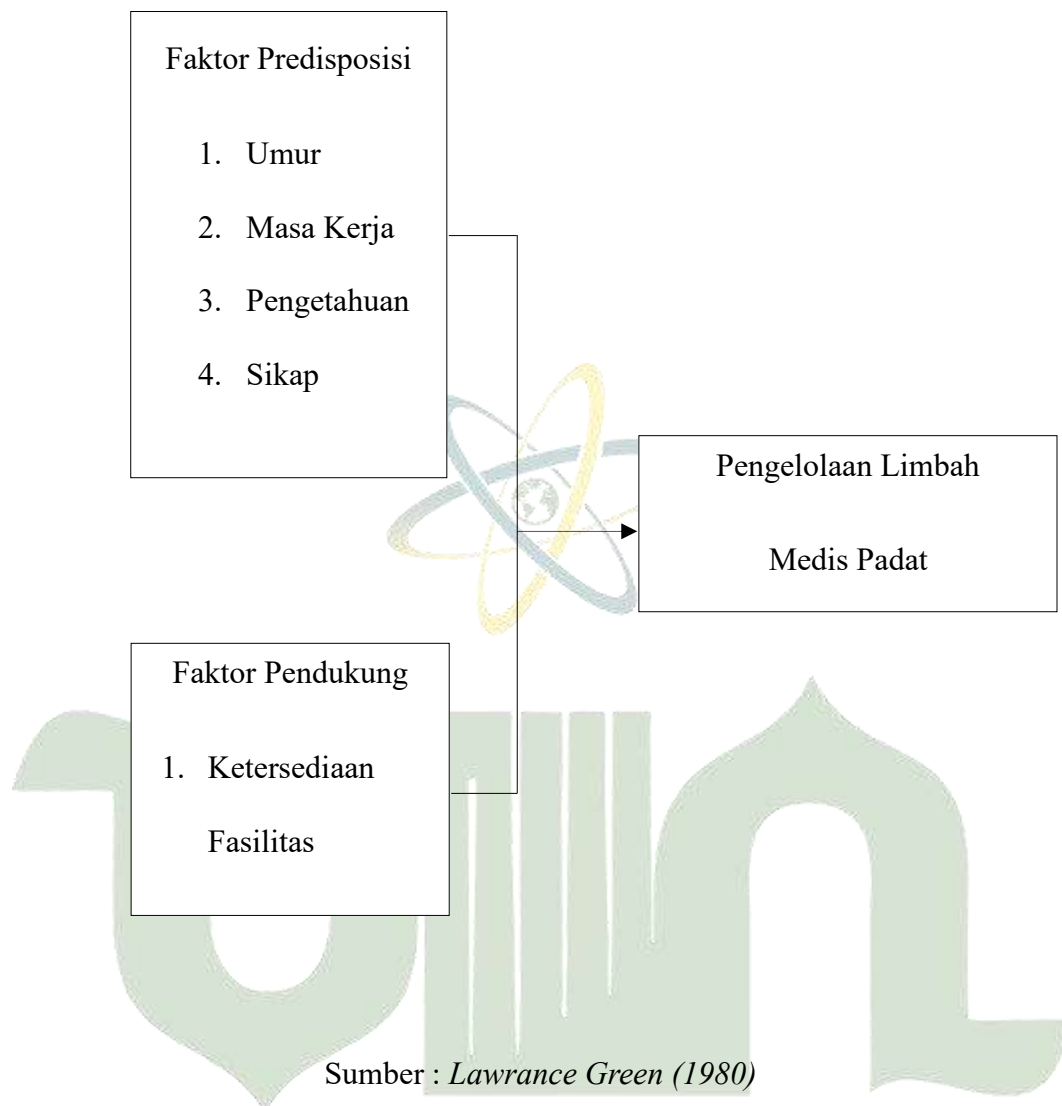 Faktor Predisposisi
1. Umur
2. Masa Kerja
3. Pengetahuan
4. Sikap
Pengelolaan Limbah
Medis Padat
Faktor Pendukung
1. Ketersediaan
Fasilitas
Sumber : Lawrance Green (1980)